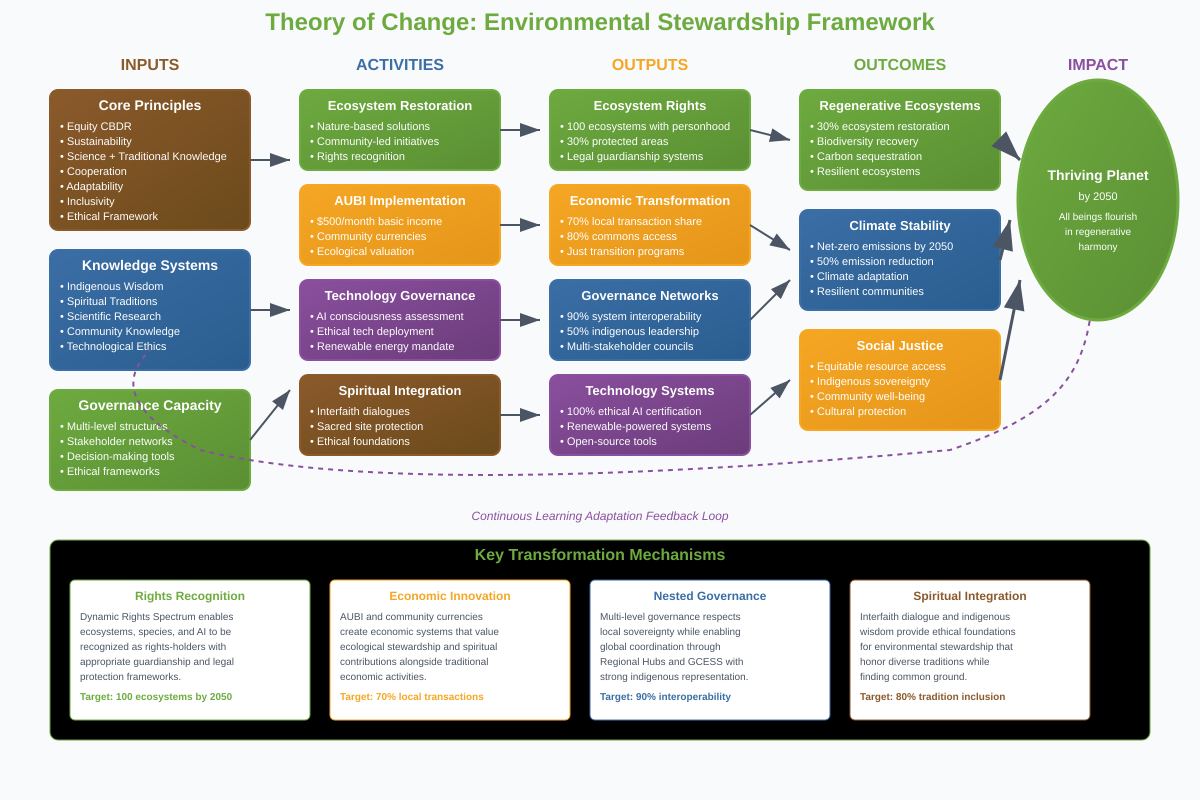 Theory of Change: Environmental Stewardship Framework
INPUTS
ACTIVITIES
OUTPUTS
OUTCOMES
IMPACT
Core Principles
• Equity CBDR
• Sustainability
• Science + Traditional Knowledge
• Cooperation
• Adaptability
• Inclusivity
• Ethical Framework
Knowledge Systems
• Indigenous Wisdom
• Spiritual Traditions
• Scientific Research
• Community Knowledge
• Technological Ethics
Governance Capacity
• Multi-level structures
• Stakeholder networks
• Decision-making tools
• Ethical frameworks
Ecosystem Restoration
• Nature-based solutions
• Community-led initiatives
• Rights recognition
AUBI Implementation
• $500/month basic income
• Community currencies
• Ecological valuation
Technology Governance
• AI consciousness assessment
• Ethical tech deployment
• Renewable energy mandate
Spiritual Integration
• Interfaith dialogues
• Sacred site protection
• Ethical foundations
Ecosystem Rights
• 100 ecosystems with personhood
• 30% protected areas
• Legal guardianship systems
Economic Transformation
• 70% local transaction share
• 80% commons access
• Just transition programs
Governance Networks
• 90% system interoperability
• 50% indigenous leadership
• Multi-stakeholder councils
Technology Systems
• 100% ethical AI certification
• Renewable-powered systems
• Open-source tools
Regenerative Ecosystems
• 30% ecosystem restoration
• Biodiversity recovery
• Carbon sequestration
• Resilient ecosystems
Climate Stability
• Net-zero emissions by 2050
• 50% emission reduction
• Climate adaptation
• Resilient communities
Social Justice
• Equitable resource access
• Indigenous sovereignty
• Community well-being
• Cultural protection
Thriving Planet
by 2050
All beings flourish
in regenerative
harmony
Continuous Learning Adaptation Feedback Loop
Key Transformation Mechanisms
Rights Recognition
Dynamic Rights Spectrum enables
ecosystems, species, and AI to be
recognized as rights-holders with
appropriate guardianship and legal
protection frameworks.
Target: 100 ecosystems by 2050
Economic Innovation
AUBI and community currencies
create economic systems that value
ecological stewardship and spiritual
contributions alongside traditional
economic activities.
Target: 70% local transactions
Nested Governance
Multi-level governance respects
local sovereignty while enabling
global coordination through
Regional Hubs and GCESS with
strong indigenous representation.
Target: 90% interoperability
Spiritual Integration
Interfaith dialogue and indigenous
wisdom provide ethical foundations
for environmental stewardship that
honor diverse traditions while
finding common ground.
Target: 80% tradition inclusion